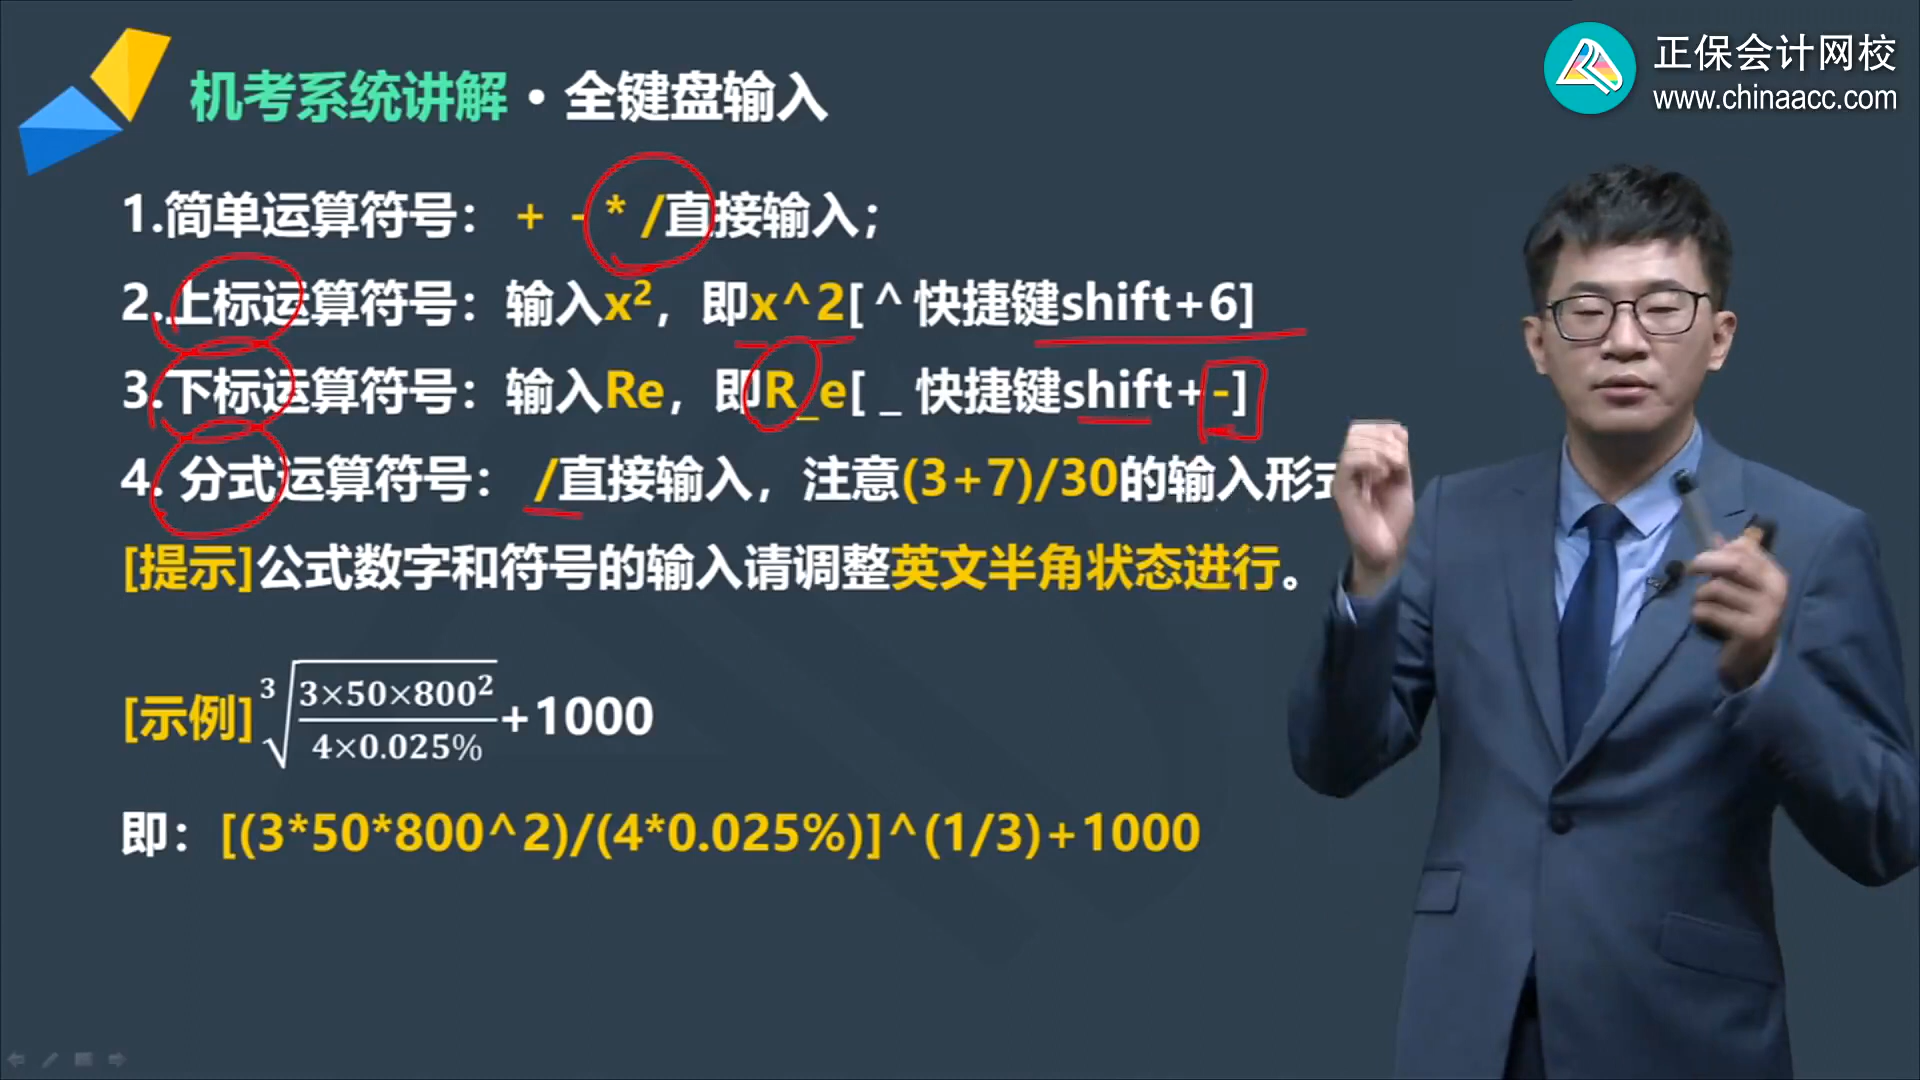 正保会计网校
www.chinaacc.com
机考系统讲解·全键盘输入
1.简单运算符号： + - * /直接输入；
2.上标运算符号：输入x²，即x^2[ ^ 快捷键shift+6]
3.下标运算符号：输入Re，即R_e[ _ 快捷键shift+-]
4. 分式运算符号： /直接输入，注意(3+7)/30的输入形式
[提示]公式数字和符号的输入请调整英文半角状态进行。
[示例]
3
√
3×50×800²
4×0.025%
+1000
即：[(3*50*800^2)/(4*0.025%)]^(1/3)+1000